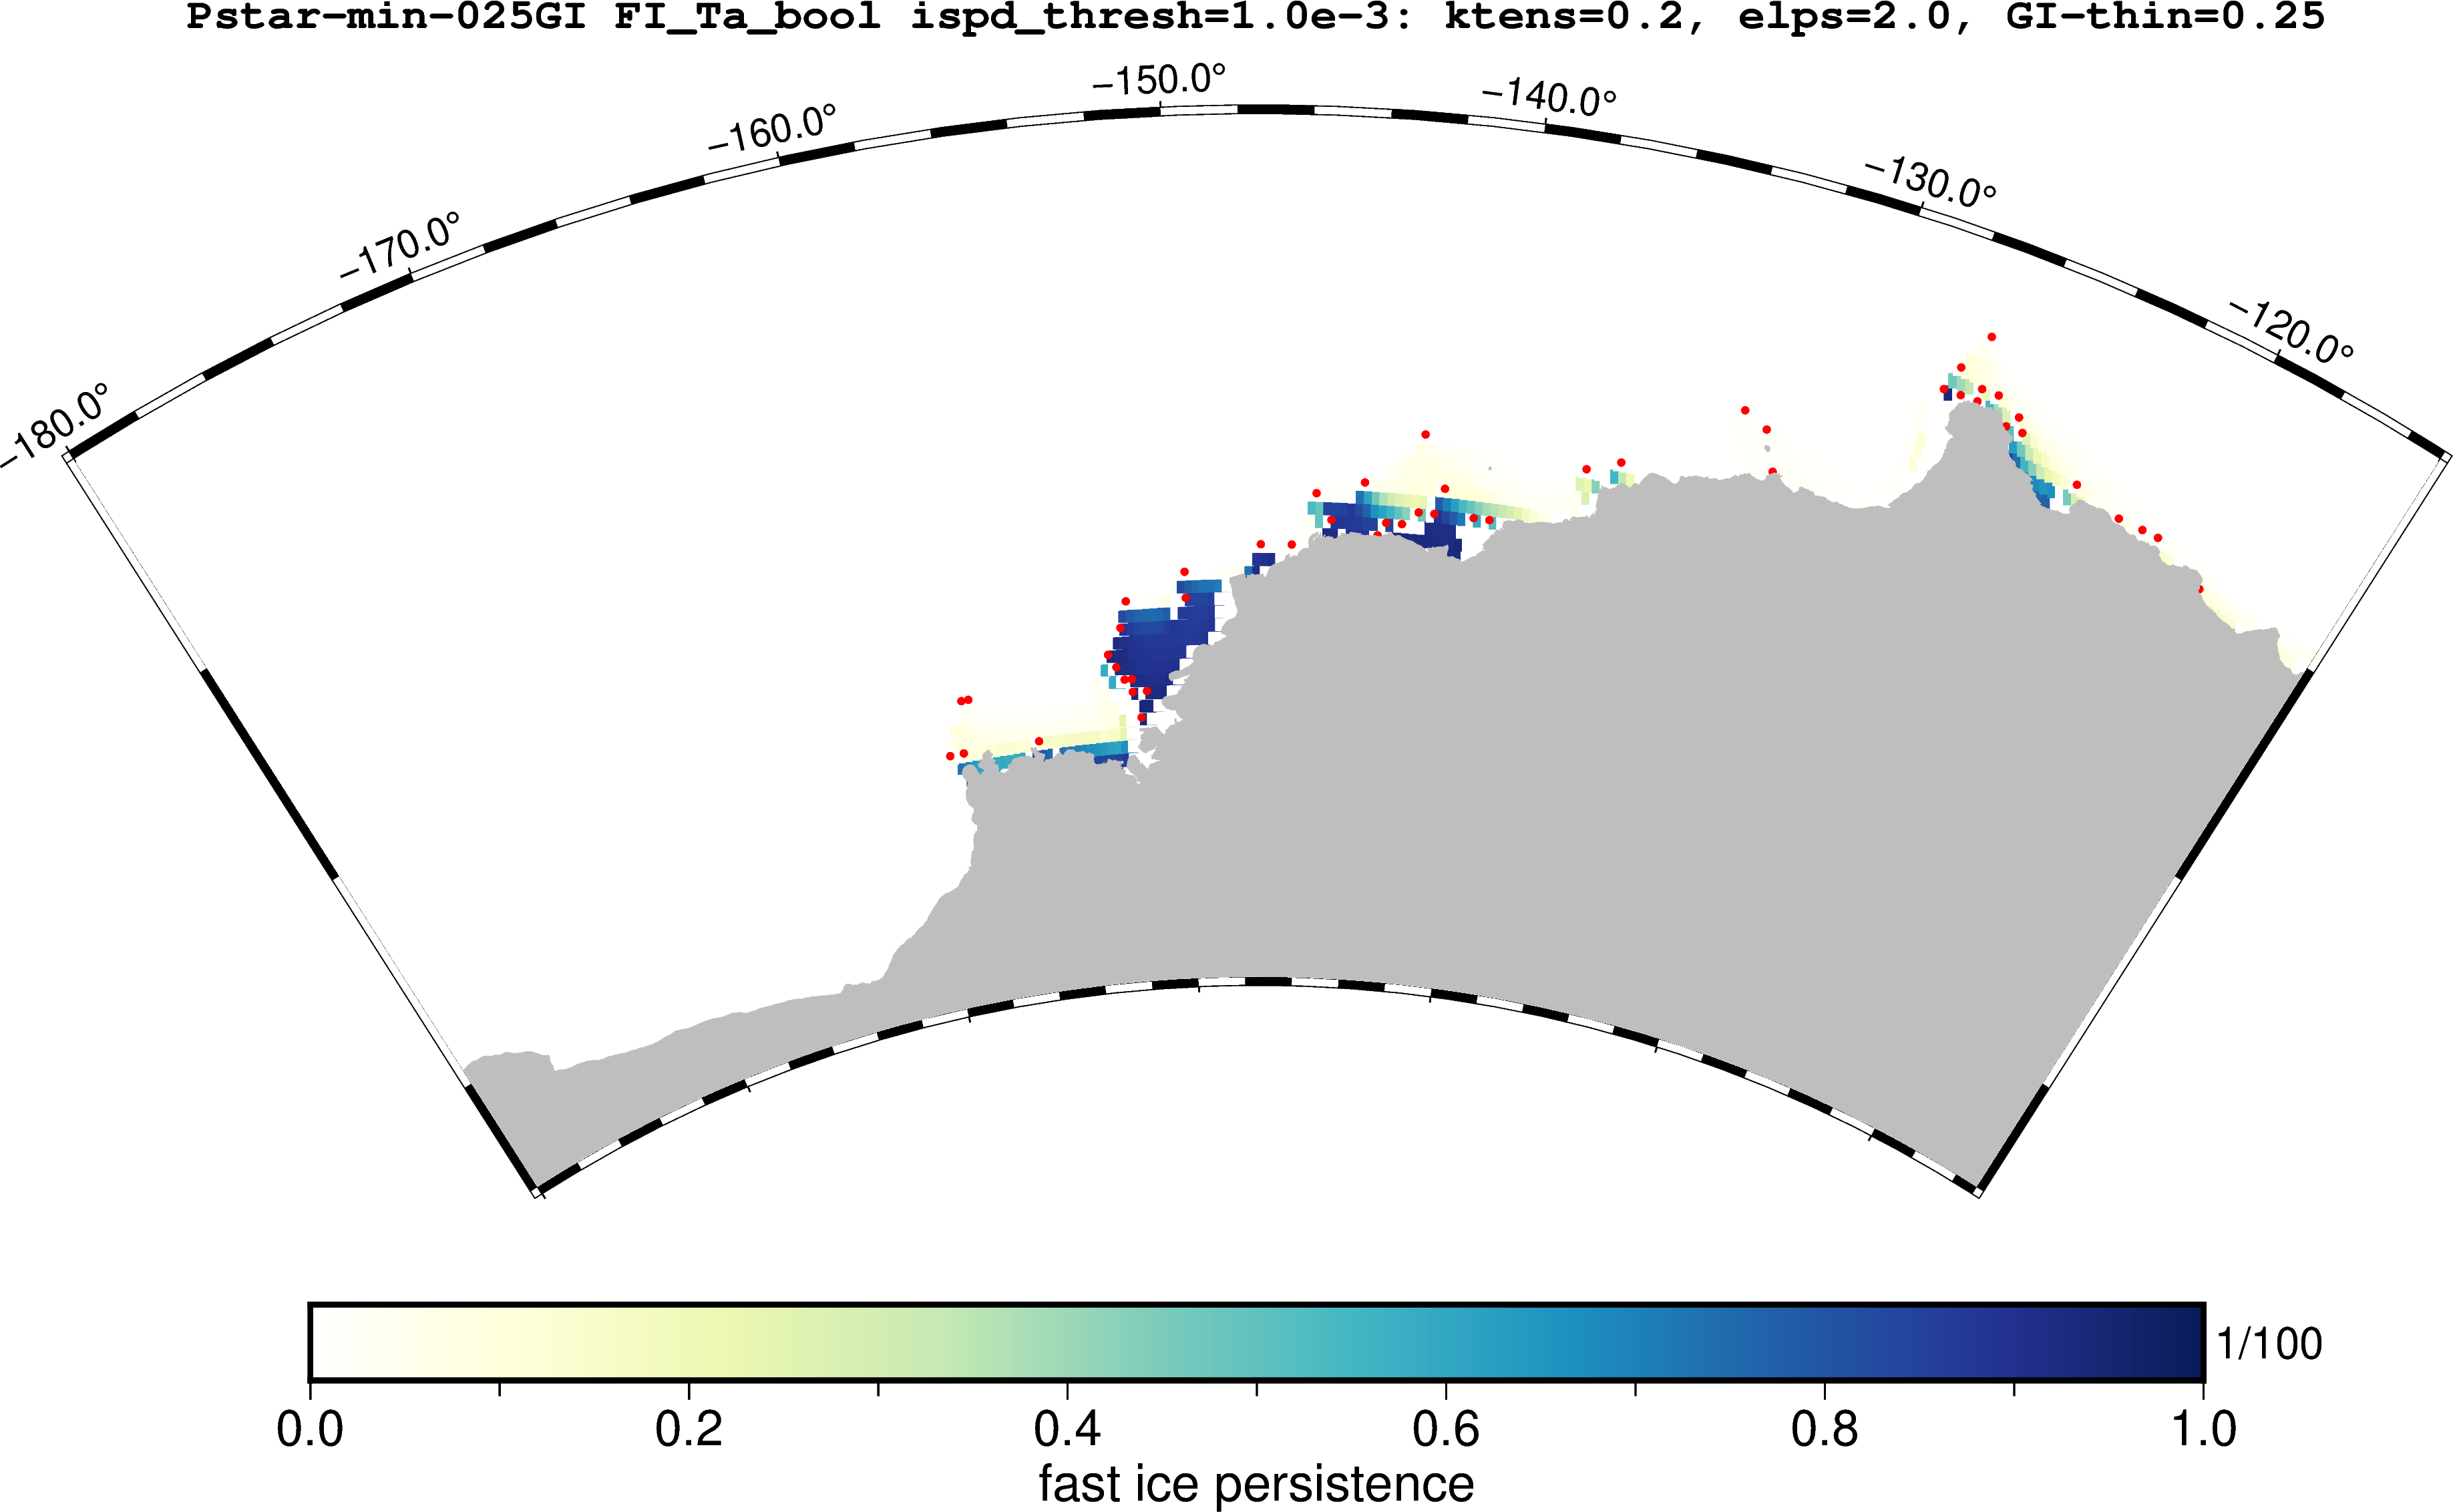 Pstar-min-025GI FI_Ta_bool ispd_thresh=1.0e-3: ktens=0.2, elps=2.0, GI-thin=0.25
−180.0°
−170.0°
−160.0°
−150.0°
−140.0°
−130.0°
−120.0°
1/100
0.0 0.2 0.4 0.6 0.8 1.0
fast ice persistence